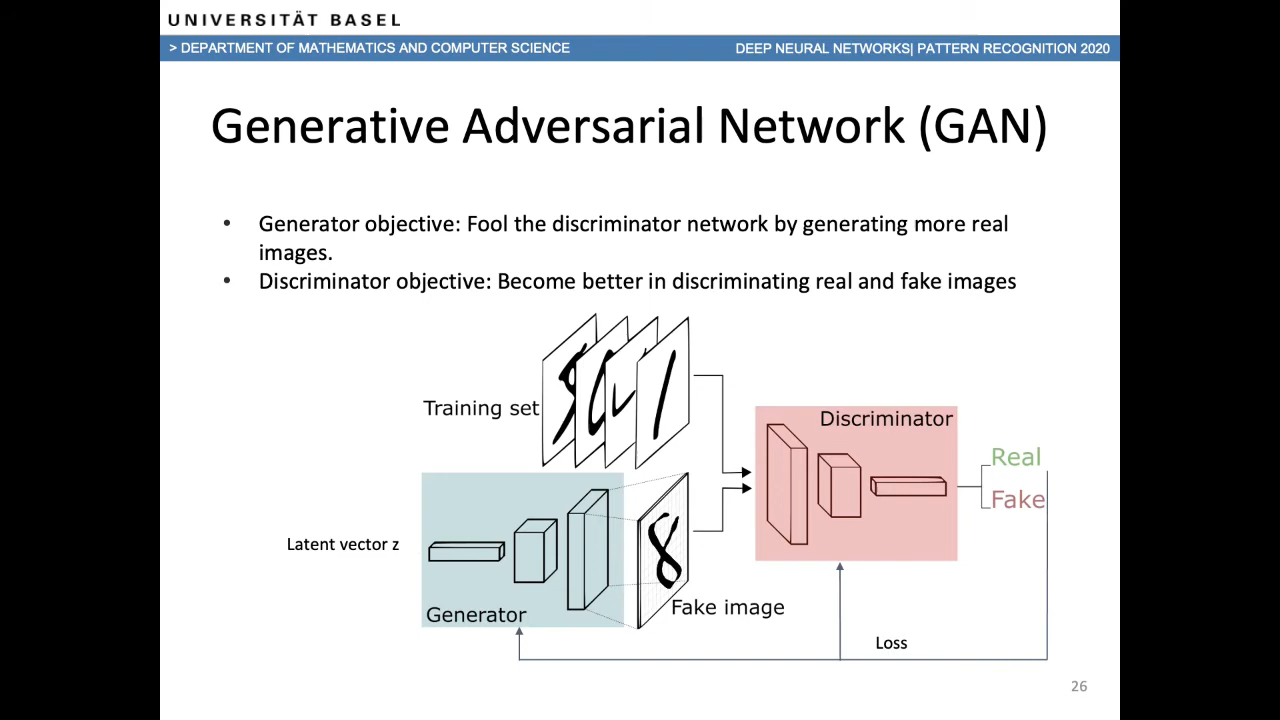 UNIVERSITÄT BASEL
> DEPARTMENT OF MATHEMATICS AND COMPUTER SCIENCE
DEEP NEURAL NETWORKS| PATTERN RECOGNITION 2020
Generative Adversarial Network (GAN)
• Generator objective: Fool the discriminator network by generating more real
images.
• Discriminator objective: Become better in discriminating real and fake images
Training set
Discriminator
Real
Fake
Latent vector z
8
Generator
Fake image
Loss
26